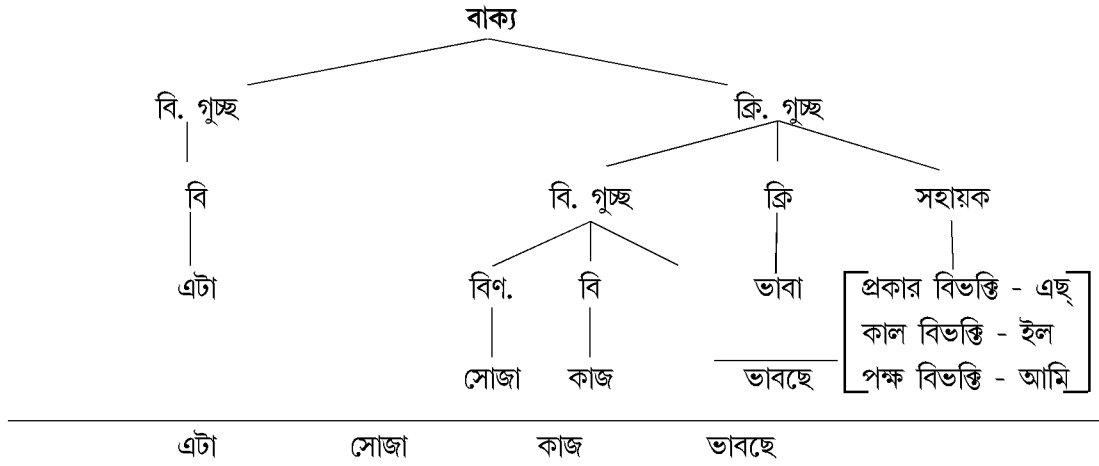 বাক্য
বি. গুচ্ছ ক্রি. গুচ্ছ
বি বি. গুচ্ছ ক্রি সহায়ক
এটা বিণ. বি ভাবা প্রকার বিভক্তি - এছ্
কাল বিভক্তি - ইল
সোজা কাজ ভাবছে পক্ষ বিভক্তি - আমি
এটা সোজা কাজ ভাবছে